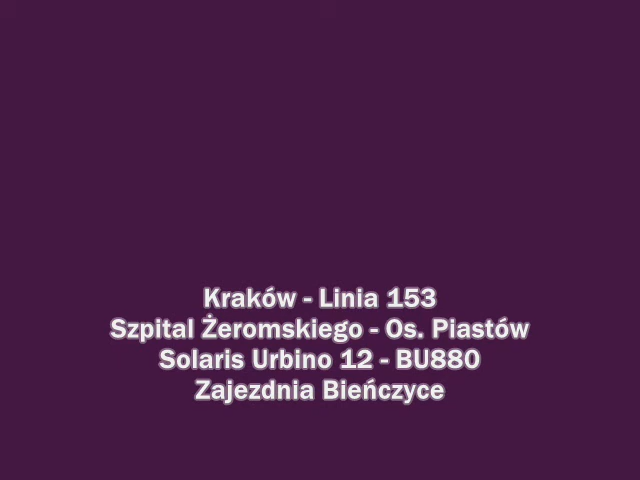 Kraków - Linia 153
Szpital Żeromskiego - Os. Piastów
Solaris Urbino 12 - BU880
Zajezdnia Bieńczyce